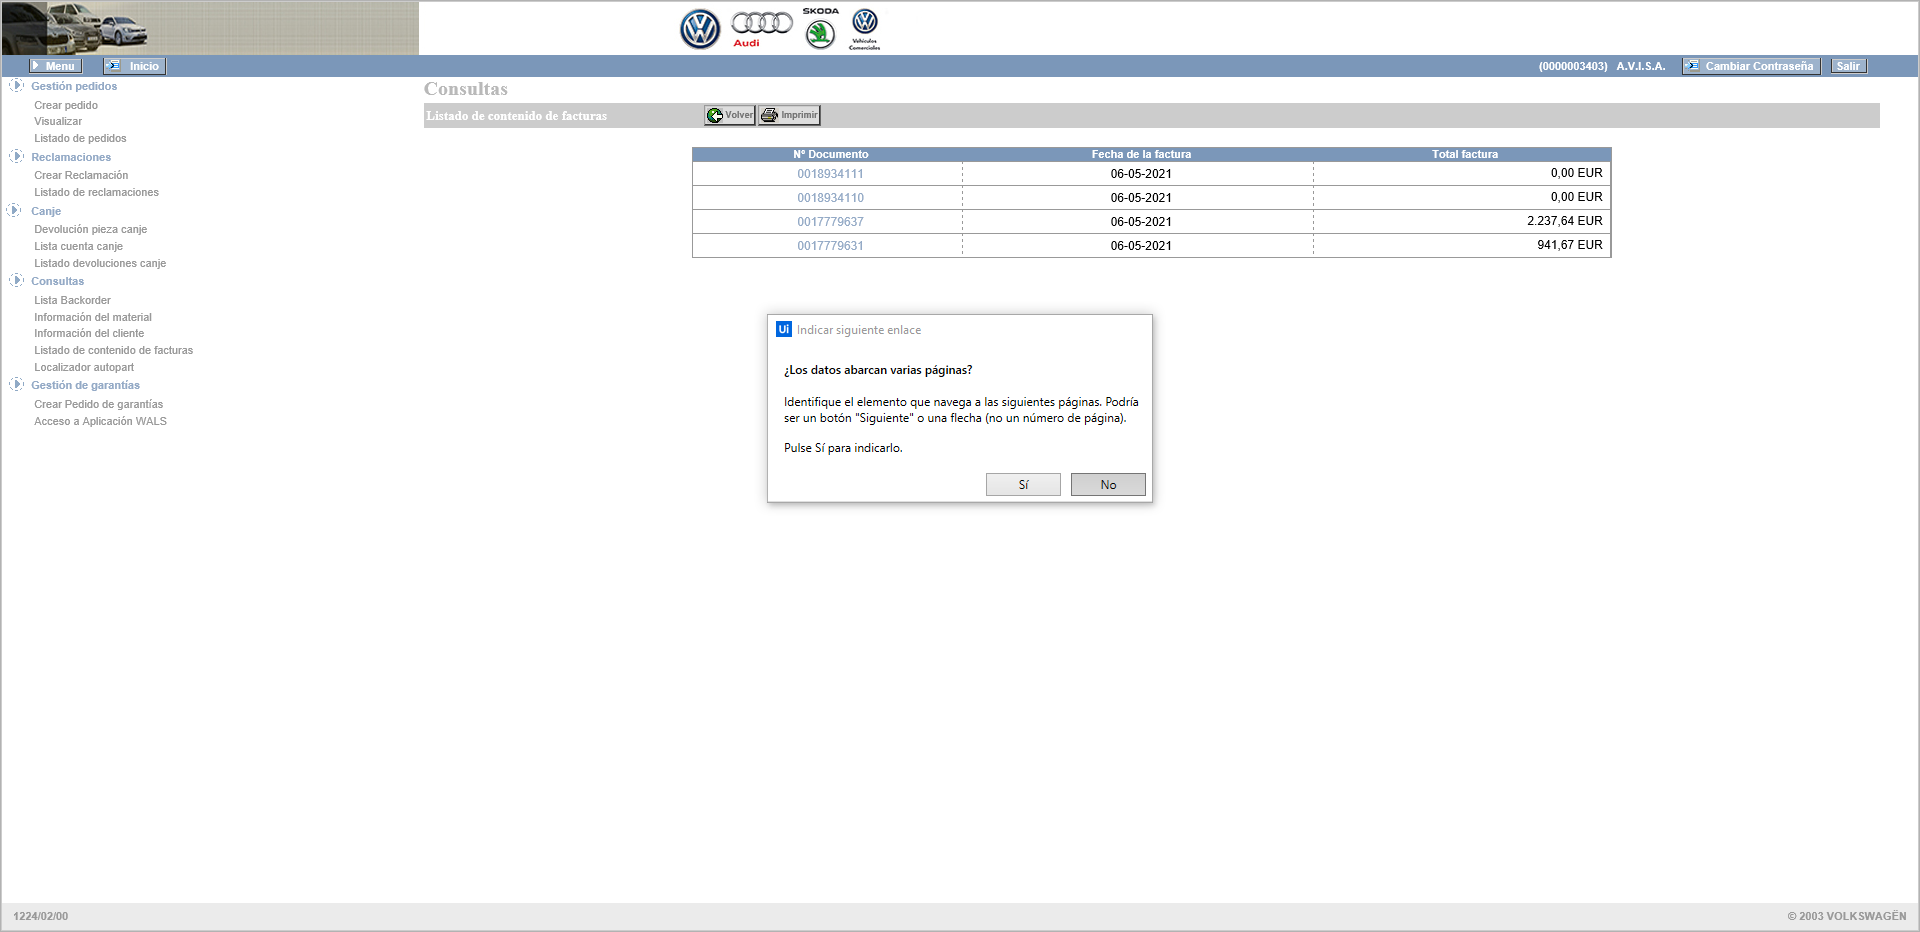 Audi
SKODA
Vehículos
Comerciales
Menu
Inicio
(0000003403) A.V.I.S.A.
Cambiar Contraseña
Salir
Gestión pedidos
Crear pedido
Visualizar
Listado de pedidos
Reclamaciones
Crear Reclamación
Listado de reclamaciones
Canje
Devolución pieza canje
Lista cuenta canje
Listado devoluciones canje
Consultas
Lista Backorder
Información del material
Información del cliente
Listado de contenido de facturas
Localizador autopart
Gestión de garantías
Crear Pedido de garantías
Acceso a Aplicación WALS
Consultas
Listado de contenido de facturas
Volver
Imprimir
Nº Documento Fecha de la factura Total factura
0018934111 06-05-2021 0,00 EUR
0018934110 06-05-2021 0,00 EUR
0017779637 06-05-2021 2.237,64 EUR
0017779631 06-05-2021 941,67 EUR
Ui Indicar siguiente enlace
¿Los datos abarcan varias páginas?
Identifique el elemento que navega a las siguientes páginas. Podría
ser un botón "Siguiente" o una flecha (no un número de página).
Pulse Sí para indicarlo.
Sí
No
1224/02/00
© 2003 VOLKSWAGËN